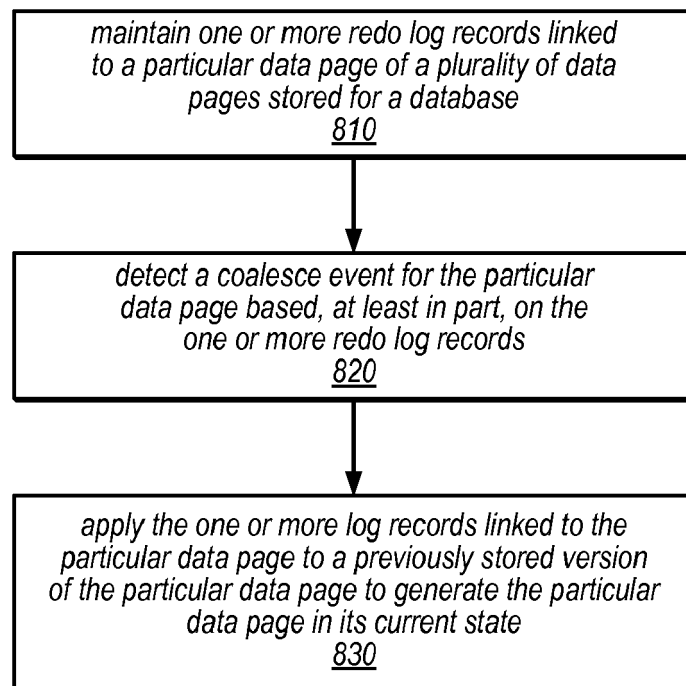 maintain one or more redo log records linked
to a particular data page of a plurality of data
pages stored for a database
810
detect a coalesce event for the particular
data page based, at least in part, on the
one or more redo log records
820
apply the one or more log records linked to the
particular data page to a previously stored version
of the particular data page to generate the particular
data page in its current state
830